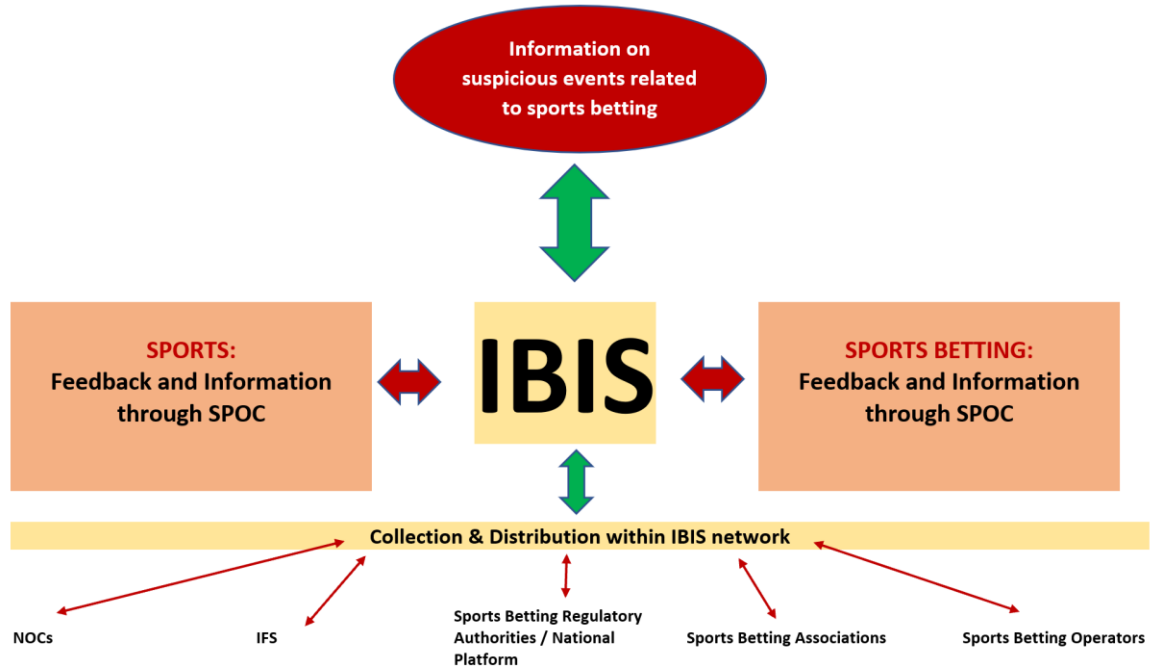 Information on
suspicious events related
to sports betting
SPORTS:
Feedback and Information
through SPOC
IBIS
SPORTS BETTING:
Feedback and Information
through SPOC
Collection & Distribution within IBIS network
NOCs
IFS
Sports Betting Regulatory
Authorities / National
Platform
Sports Betting Associations
Sports Betting Operators